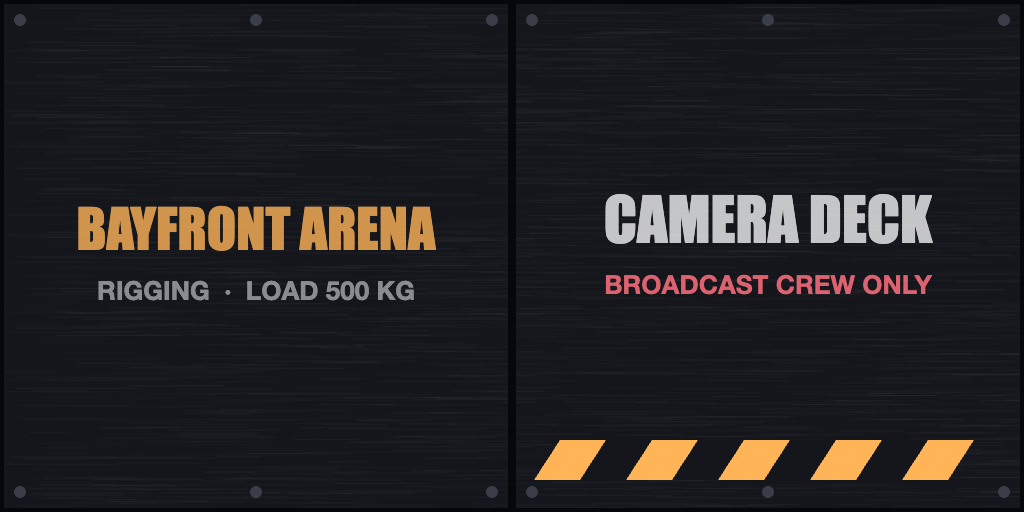 BAYFRONT ARENA
RIGGING · LOAD 500 KG
CAMERA DECK
BROADCAST CREW ONLY